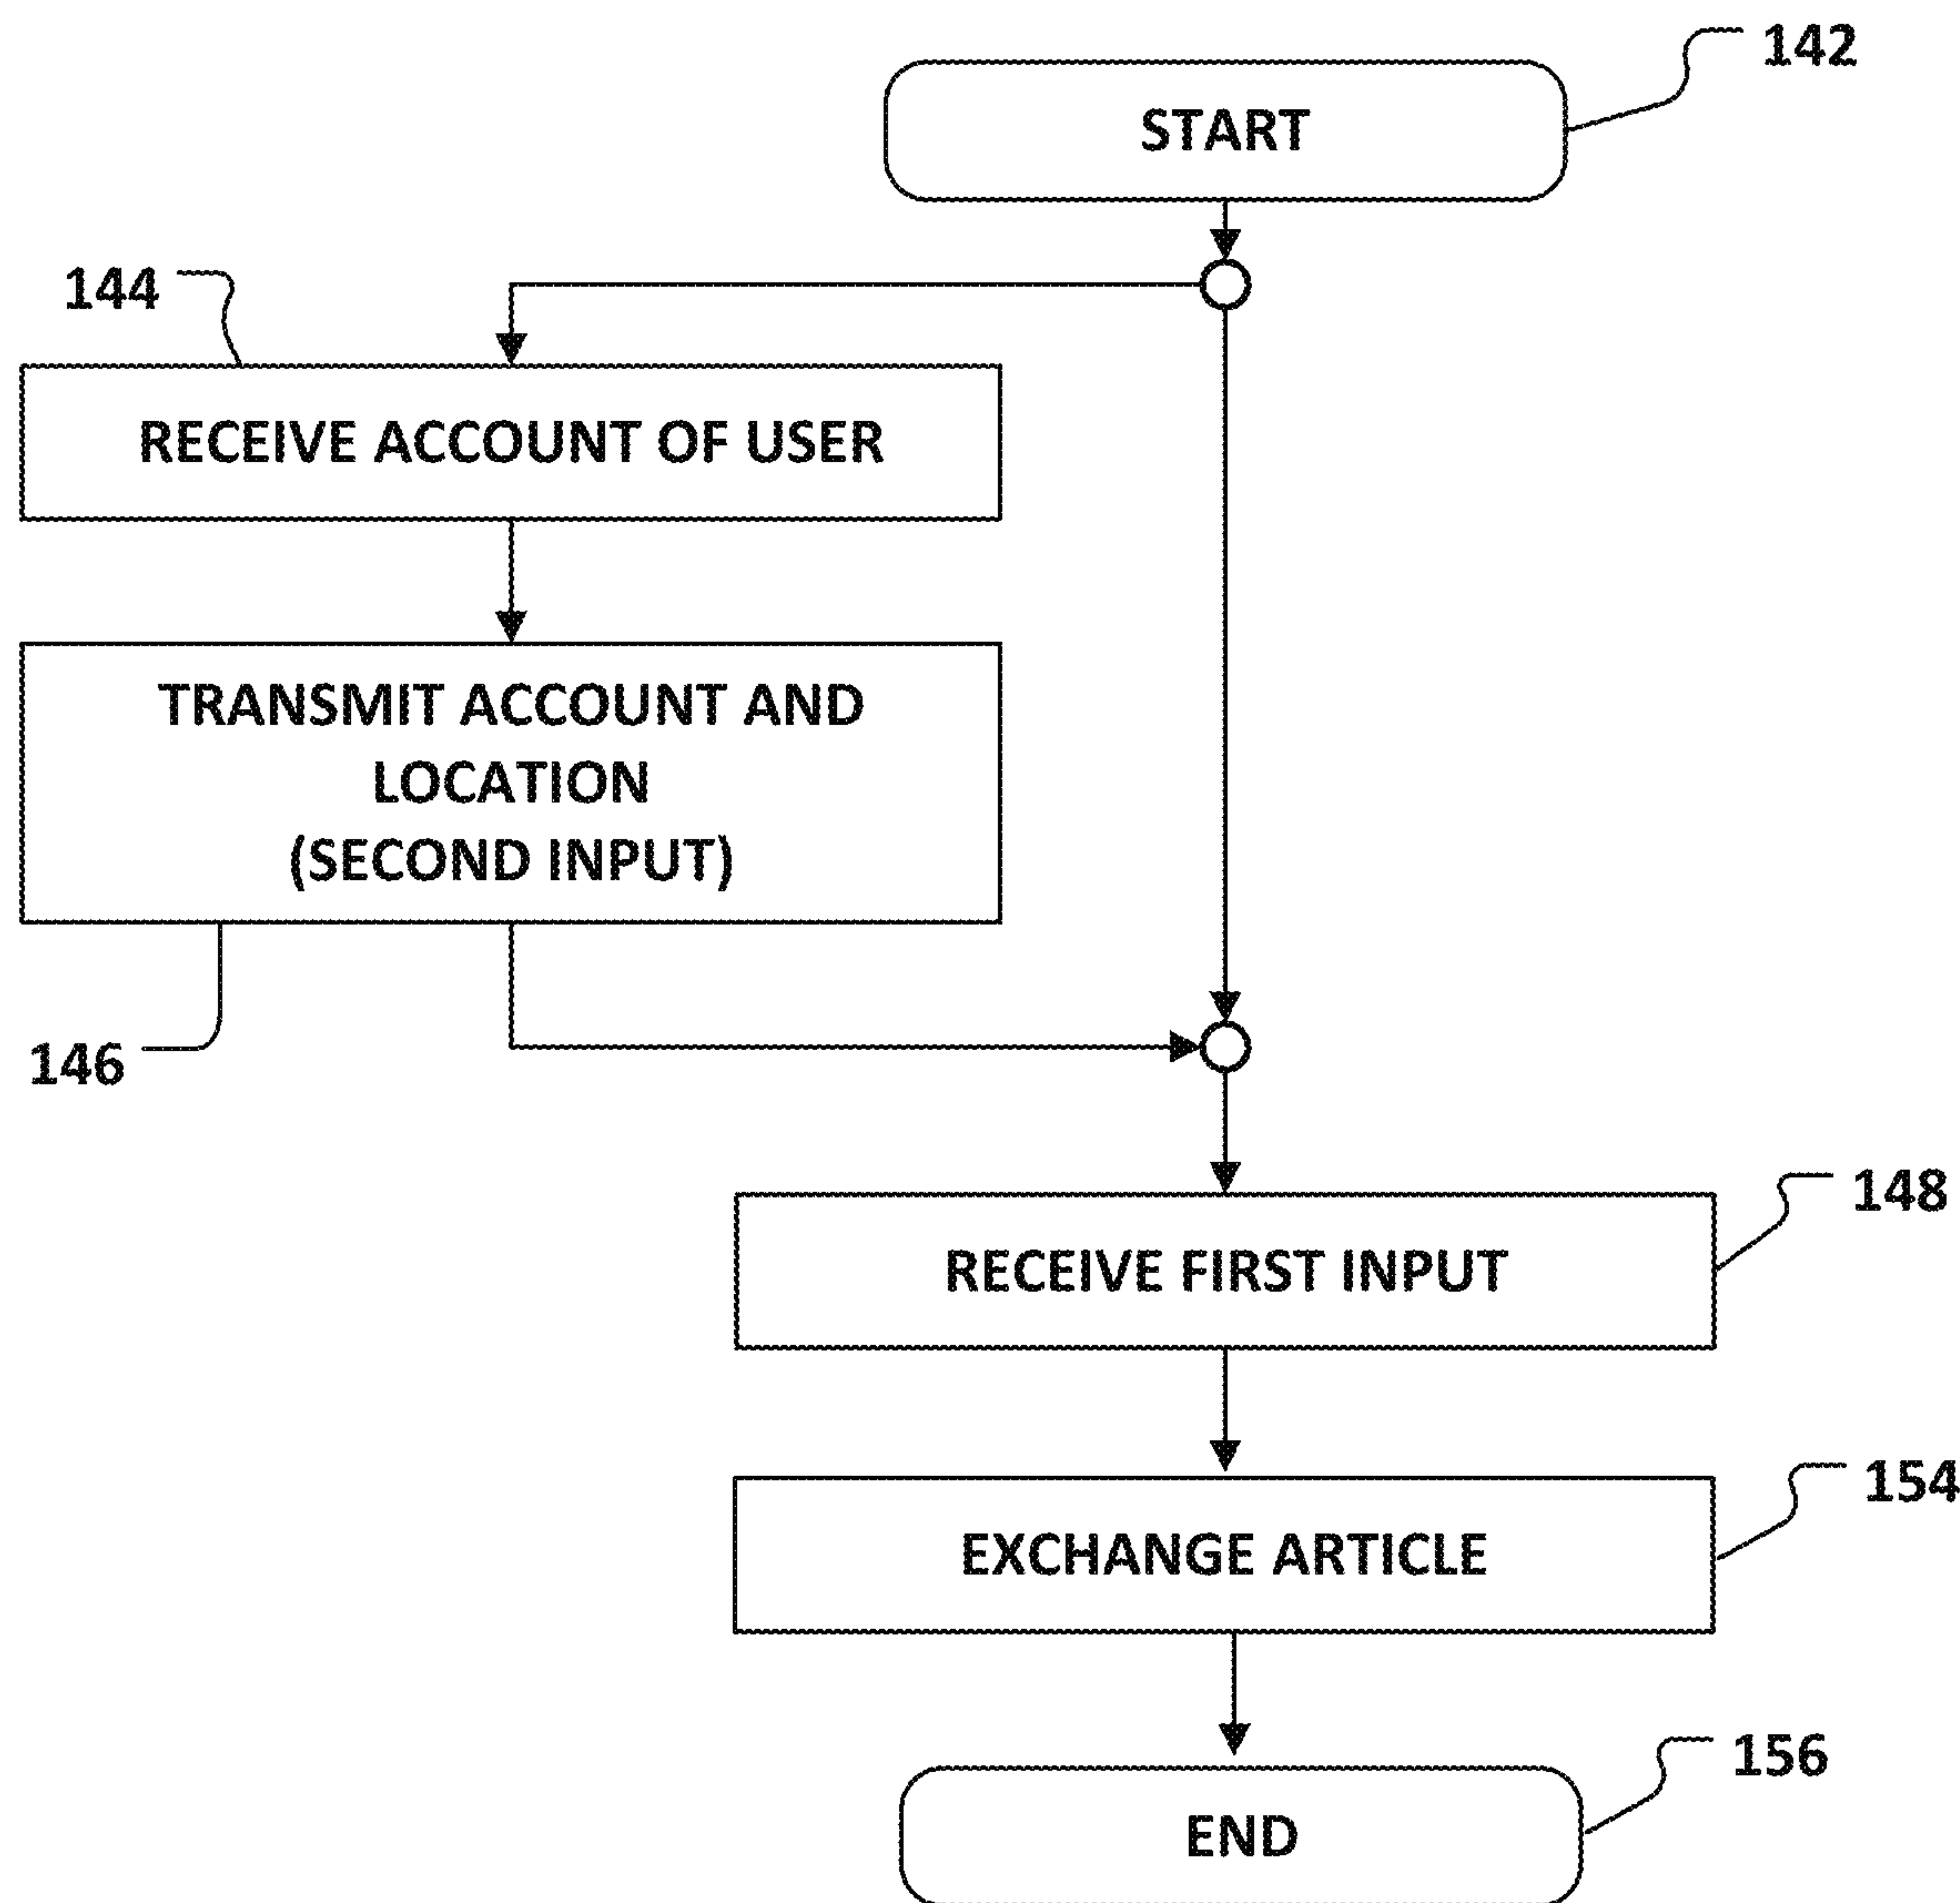 142
START
144
RECEIVE ACCOUNT OF USER
TRANSMIT ACCOUNT AND
LOCATION
(SECOND INPUT)
146
148
RECEIVE FIRST INPUT
154
EXCHANGE ARTICLE
156
END